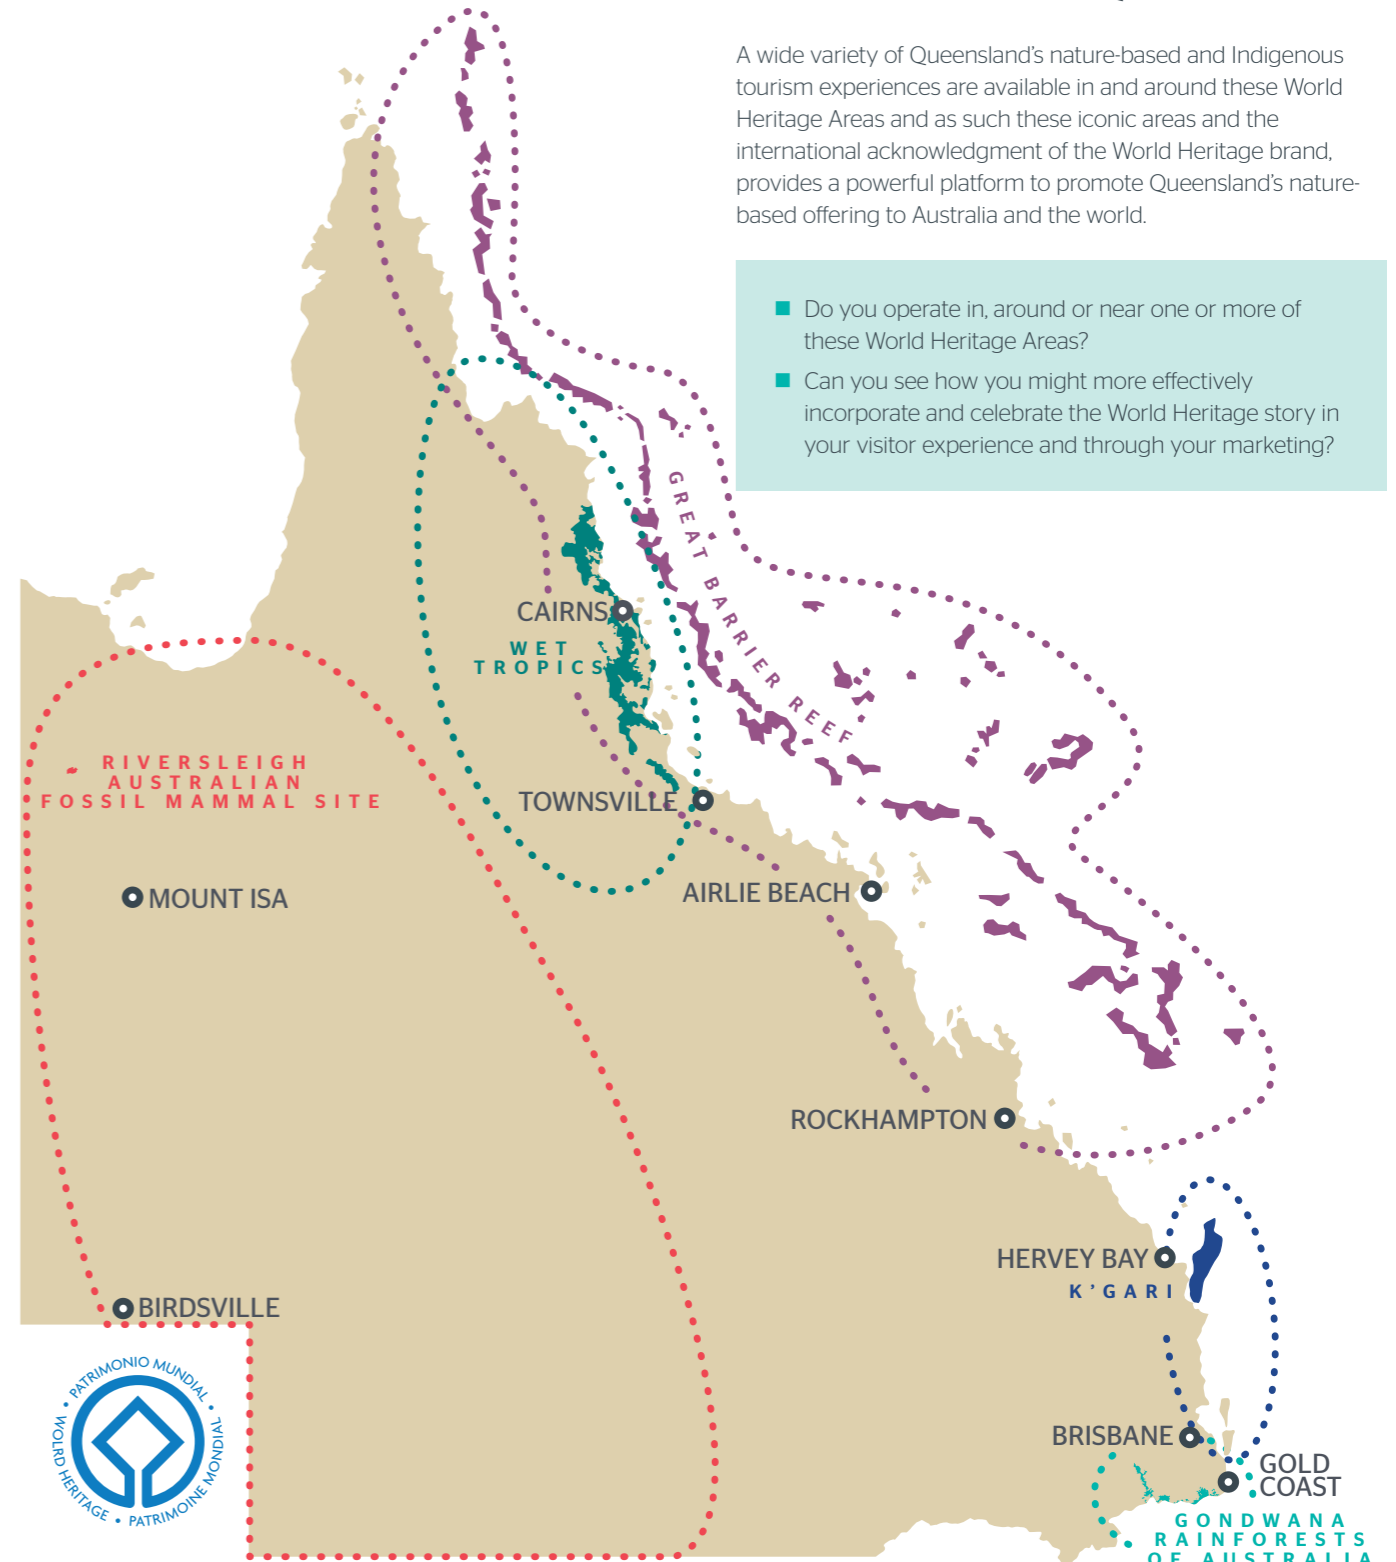 A wide variety of Queensland's nature-based and Indigenous
tourism experiences are available in and around these World
Heritage Areas and as such these iconic areas and the
international acknowledgment of the World Heritage brand,
provides a powerful platform to promote Queensland's nature-
based offering to Australia and the world.
■ Do you operate in, around or near one or more of
these World Heritage Areas?
■ Can you see how you might more effectively
incorporate and celebrate the World Heritage story in
your visitor experience and through your marketing?
GREAT BARRIER REEF
CAIRNS
WET
TROPICS
RIVERSLEIGH
AUSTRALIAN
FOSSIL MAMMAL SITE
TOWNSVILLE
MOUNT ISA
AIRLIE BEACH
ROCKHAMPTON
HERVEY BAY
K'GARI
BIRDSVILLE
BRISBANE
GOLD
COAST
GONDWANA
RAINFORESTS
OF AUSTRALIA
• PATRIMONIO MUNDIAL •
WOLRD HERITAGE • PATRIMOINE MONDIAL